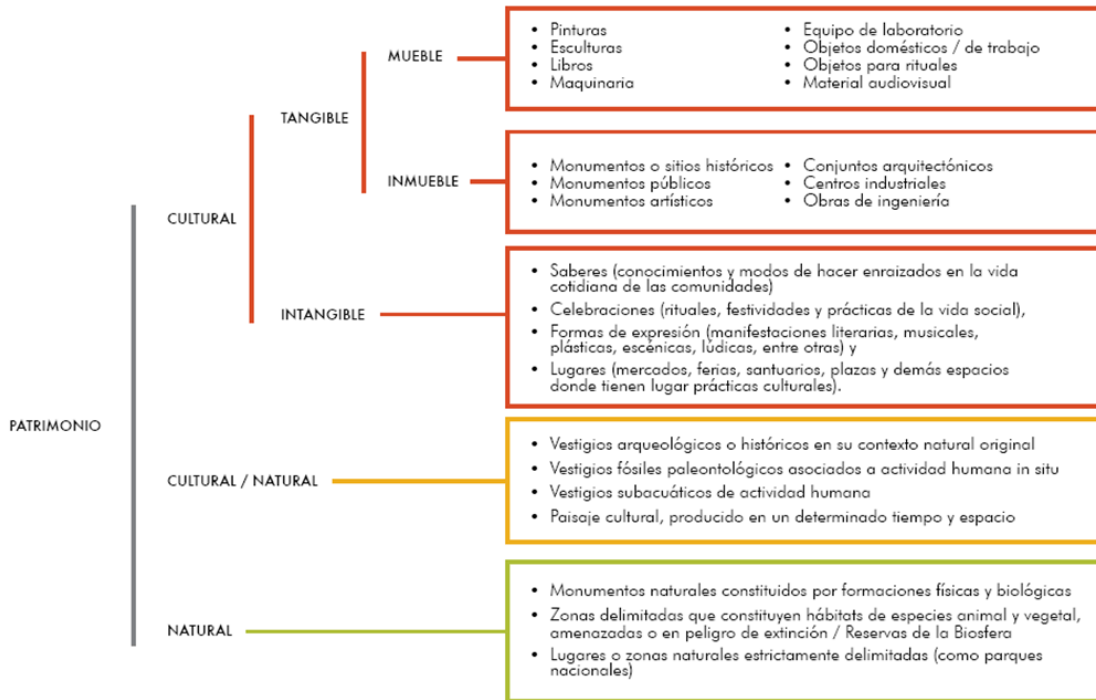 PATRIMONIO
CULTURAL
TANGIBLE
MUEBLE
• Pinturas
• Esculturas
• Libros
• Maquinaria
• Equipo de laboratorio
• Objetos domésticos / de trabajo
• Objetos para rituales
• Material audiovisual
INMUEBLE
• Monumentos o sitios históricos
• Monumentos públicos
• Monumentos artísticos
• Conjuntos arquitectónicos
• Centros industriales
• Obras de ingeniería
INTANGIBLE
• Saberes (conocimientos y modos de hacer enraizados en la vida
cotidiana de las comunidades)
• Celebraciones (rituales, festividades y prácticas de la vida social),
• Formas de expresión (manifestaciones literarias, musicales,
plásticas, escénicas, lúdicas, entre otras) y
• Lugares (mercados, ferias, santuarios, plazas y demás espacios
donde tienen lugar prácticas culturales).
CULTURAL / NATURAL
• Vestigios arqueológicos o históricos en su contexto natural original
• Vestigios fósiles paleontológicos asociados a actividad humana in situ
• Vestigios subacuáticos de actividad humana
• Paisaje cultural, producido en un determinado tiempo y espacio
NATURAL
• Monumentos naturales constituidos por formaciones físicas y biológicas
• Zonas delimitadas que constituyen hábitats de especies animal y vegetal,
amenazadas o en peligro de extinción / Reservas de la Biosfera
• Lugares o zonas naturales estrictamente delimitadas (como parques
nacionales)